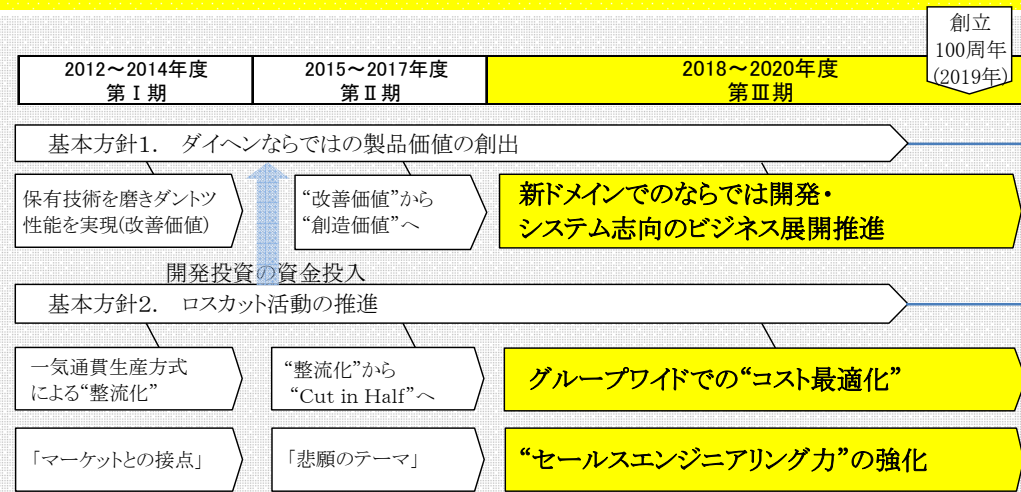 創立
100周年
(2019年)
2012～2014年度
第Ⅰ期
2015～2017年度
第Ⅱ期
2018～2020年度
第Ⅲ期
基本方針1. ダイヘンならではの製品価値の創出
保有技術を磨きダントツ
性能を実現(改善価値)
“改善価値”から
“創造価値”へ
新ドメインでのならでは開発・
システム志向のビジネス展開推進
開発投資の資金投入
基本方針2. ロスカット活動の推進
一気通貫生産方式
による“整流化”
“整流化”から
“Cut in Half”へ
グループワイドでの“コスト最適化”
「マーケットとの接点」
「悲願のテーマ」
“セールスエンジニアリング力”の強化